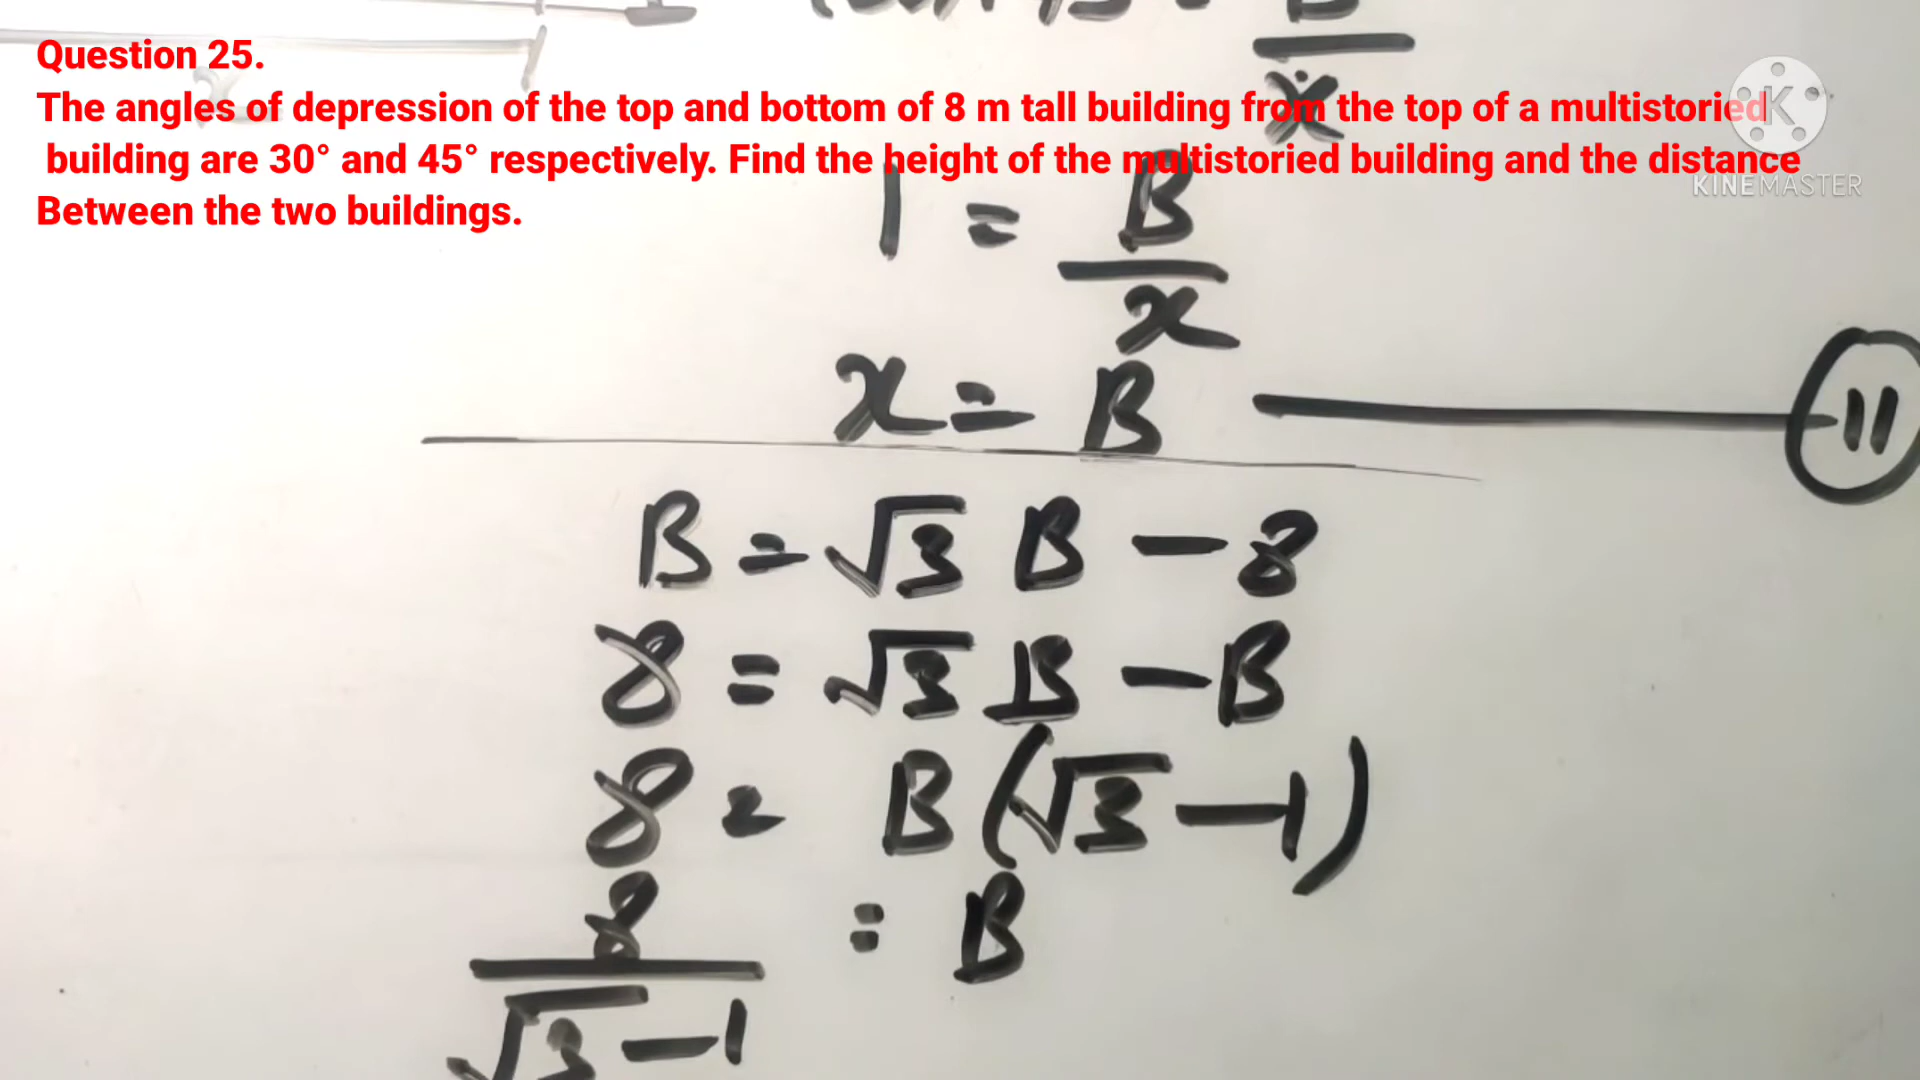 Question 25.
The angles of depression of the top and bottom of 8 m tall building from the top of a multistoried
building are 30° and 45° respectively. Find the height of the multistoried building and the distance
Between the two buildings.
K
KINEMASTER
x
1 = B/x
x = B
11
B = √3 B - 8
8 = √3 B - B
8 = B(√3 - 1)
8/√3 - 1 = B